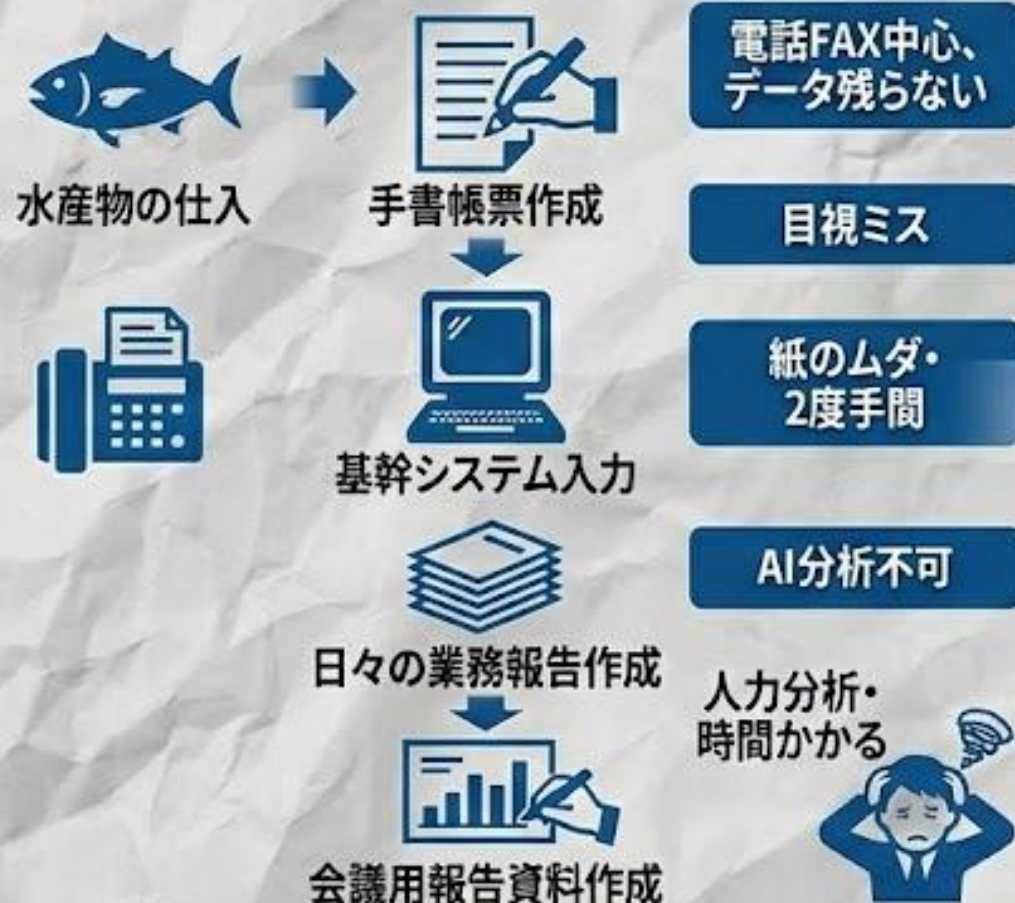 水産物の仕入
手書帳票作成
基幹システム入力
日々の業務報告作成
会議用報告資料作成
電話FAX中心、
データ残らない
目視ミス
紙のムダ・
2度手間
AI分析不可
人力分析・
時間かかる